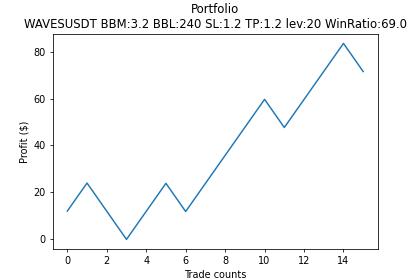 Portfolio
WAVESUSDT BBM:3.2 BBL:240 SL:1.2 TP:1.2 lev:20 WinRatio:69.0
80
60
40
20
0
Profit ($)
0 2 4 6 8 10 12 14
Trade counts